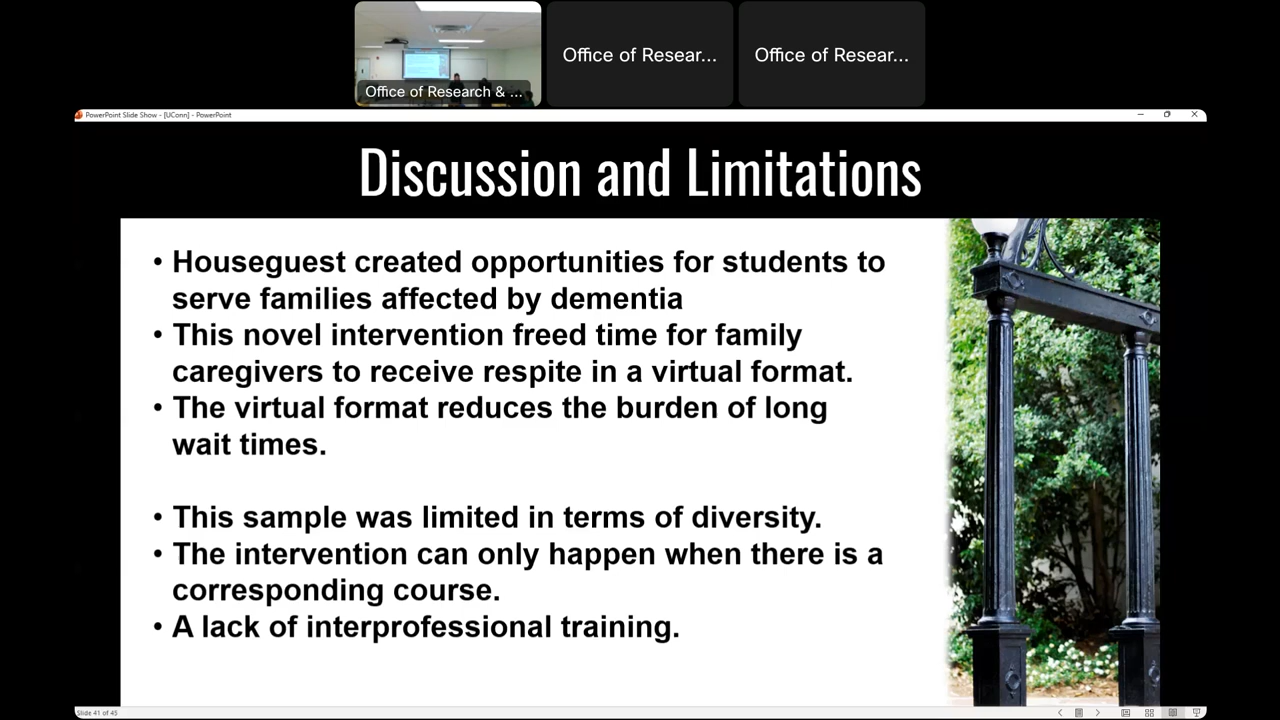 Office of Research & ...
Office of Resear...
Office of Resear...
PowerPoint Slide Show - [UConn] - PowerPoint
Discussion and Limitations
• Houseguest created opportunities for students to
serve families affected by dementia
• This novel intervention freed time for family
caregivers to receive respite in a virtual format.
• The virtual format reduces the burden of long
wait times.
• This sample was limited in terms of diversity.
• The intervention can only happen when there is a
corresponding course.
• A lack of interprofessional training.
Slide 41 of 45